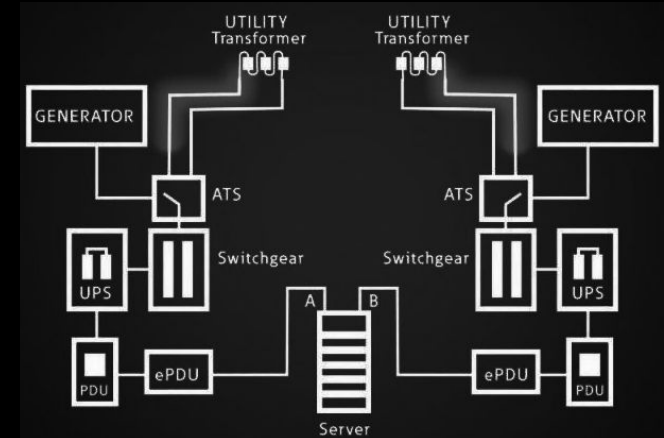 UTILITY
Transformer
UTILITY
Transformer
GENERATOR
GENERATOR
ATS
ATS
Switchgear
Switchgear
UPS
UPS
A
B
PDU
ePDU
ePDU
PDU
Server